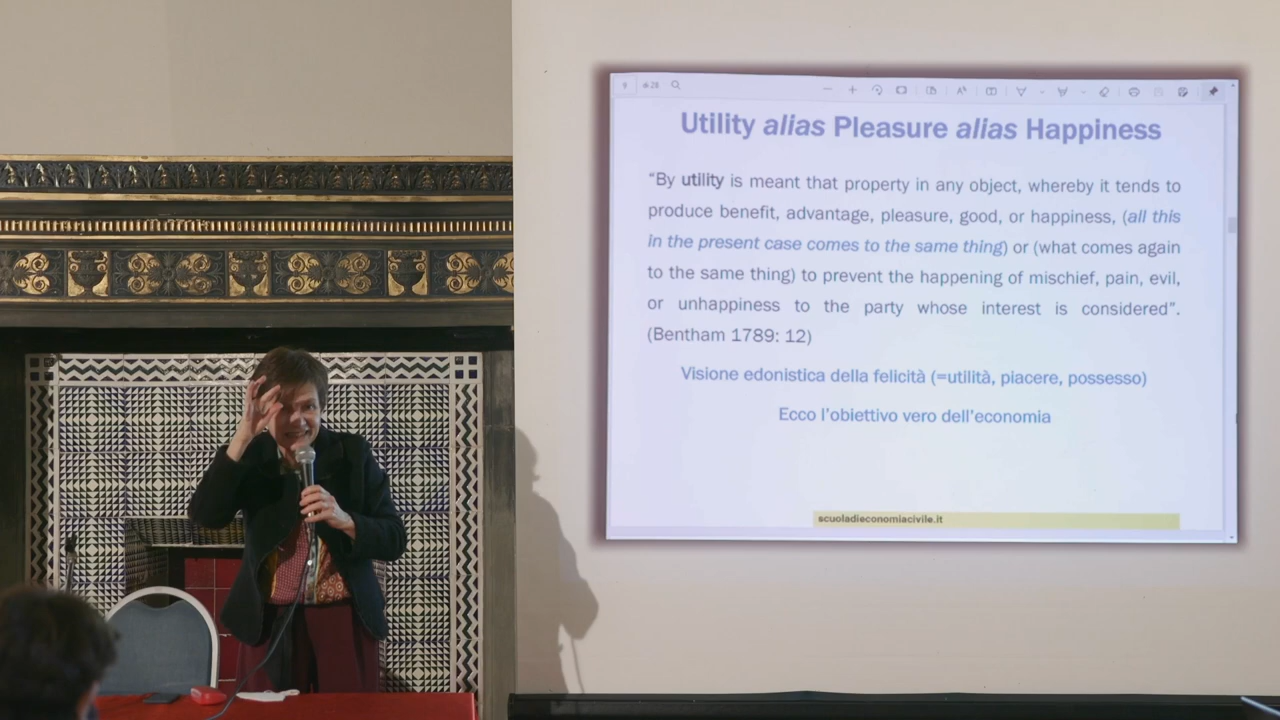 Utility alias Pleasure alias Happiness
“By utility is meant that property in any object, whereby it tends to
produce benefit, advantage, pleasure, good, or happiness, (all this
in the present case comes to the same thing) or (what comes again
to the same thing) to prevent the happening of mischief, pain, evil,
or unhappiness to the party whose interest is considered”.
(Bentham 1789: 12)
Visione edonistica della felicità (=utilità, piacere, possesso)
Ecco l’obiettivo vero dell’economia
scuoladieconomiacivile.it